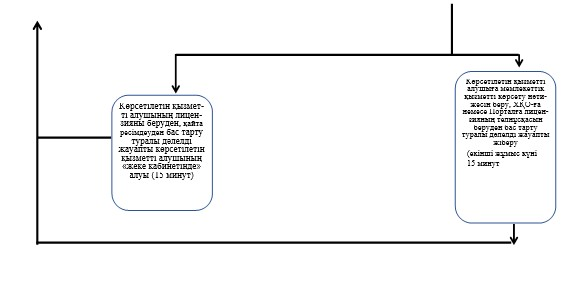 Көрсетілетін қызмет-
ті алушының лицен-
зияны беруден, қайта
ресімдеуден бас тарту
туралы дәлелді
жауапты көрсетілетін
қызметті алушының
«жеке кабинетінде»
алуы (15 минут)
Көрсетілетін қызметті
алушыға мемлекеттік
қызметті көрсету нәти-
жесін беру, ХҚО-ға
немесе Порталға лицен-
зияның телнұсқасын
беруден бас тарту
туралы дәлелді жауапты
жіберу
(екінші жұмыс күні
15 минут